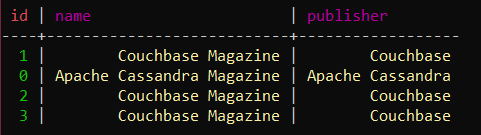 id | name | publisher
----+---------------------------+------------------
1 | Couchbase Magazine | Couchbase
0 | Apache Cassandra Magazine | Apache Cassandra
2 | Couchbase Magazine | Couchbase
3 | Couchbase Magazine | Couchbase